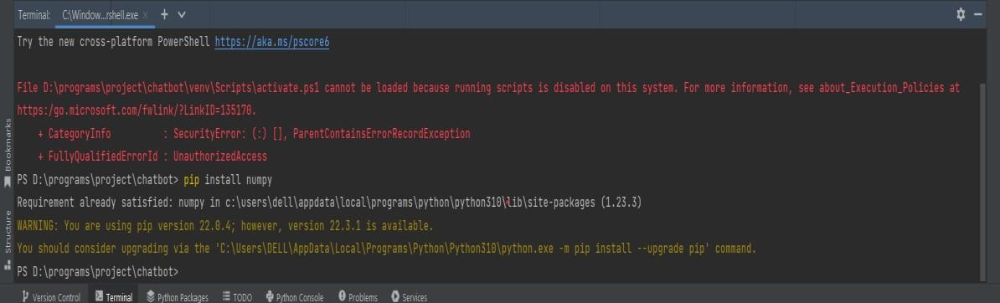 Terminal: C:\Window...rshell.exe × +
Try the new cross-platform PowerShell https://aka.ms/pscore6
File D:\programs\project\chatbot\venv\Scripts\activate.ps1 cannot be loaded because running scripts is disabled on this system. For more information, see about_Execution_Policies at
https:/go.microsoft.com/fwlink/?LinkID=135170.
+ CategoryInfo : SecurityError: (:) [], ParentContainsErrorRecordException
+ FullyQualifiedErrorId : UnauthorizedAccess
PS D:\programs\project\chatbot> pip install numpy
Requirement already satisfied: numpy in c:\users\dell\appdata\local\programs\python\python310\lib\site-packages (1.23.3)
WARNING: You are using pip version 22.0.4; however, version 22.3.1 is available.
You should consider upgrading via the 'C:\Users\DELL\AppData\Local\Programs\Python\Python310\python.exe -m pip install --upgrade pip' command.
PS D:\programs\project\chatbot>
Bookmarks
Structure
Version Control Terminal Python Packages TODO Python Console Problems Services